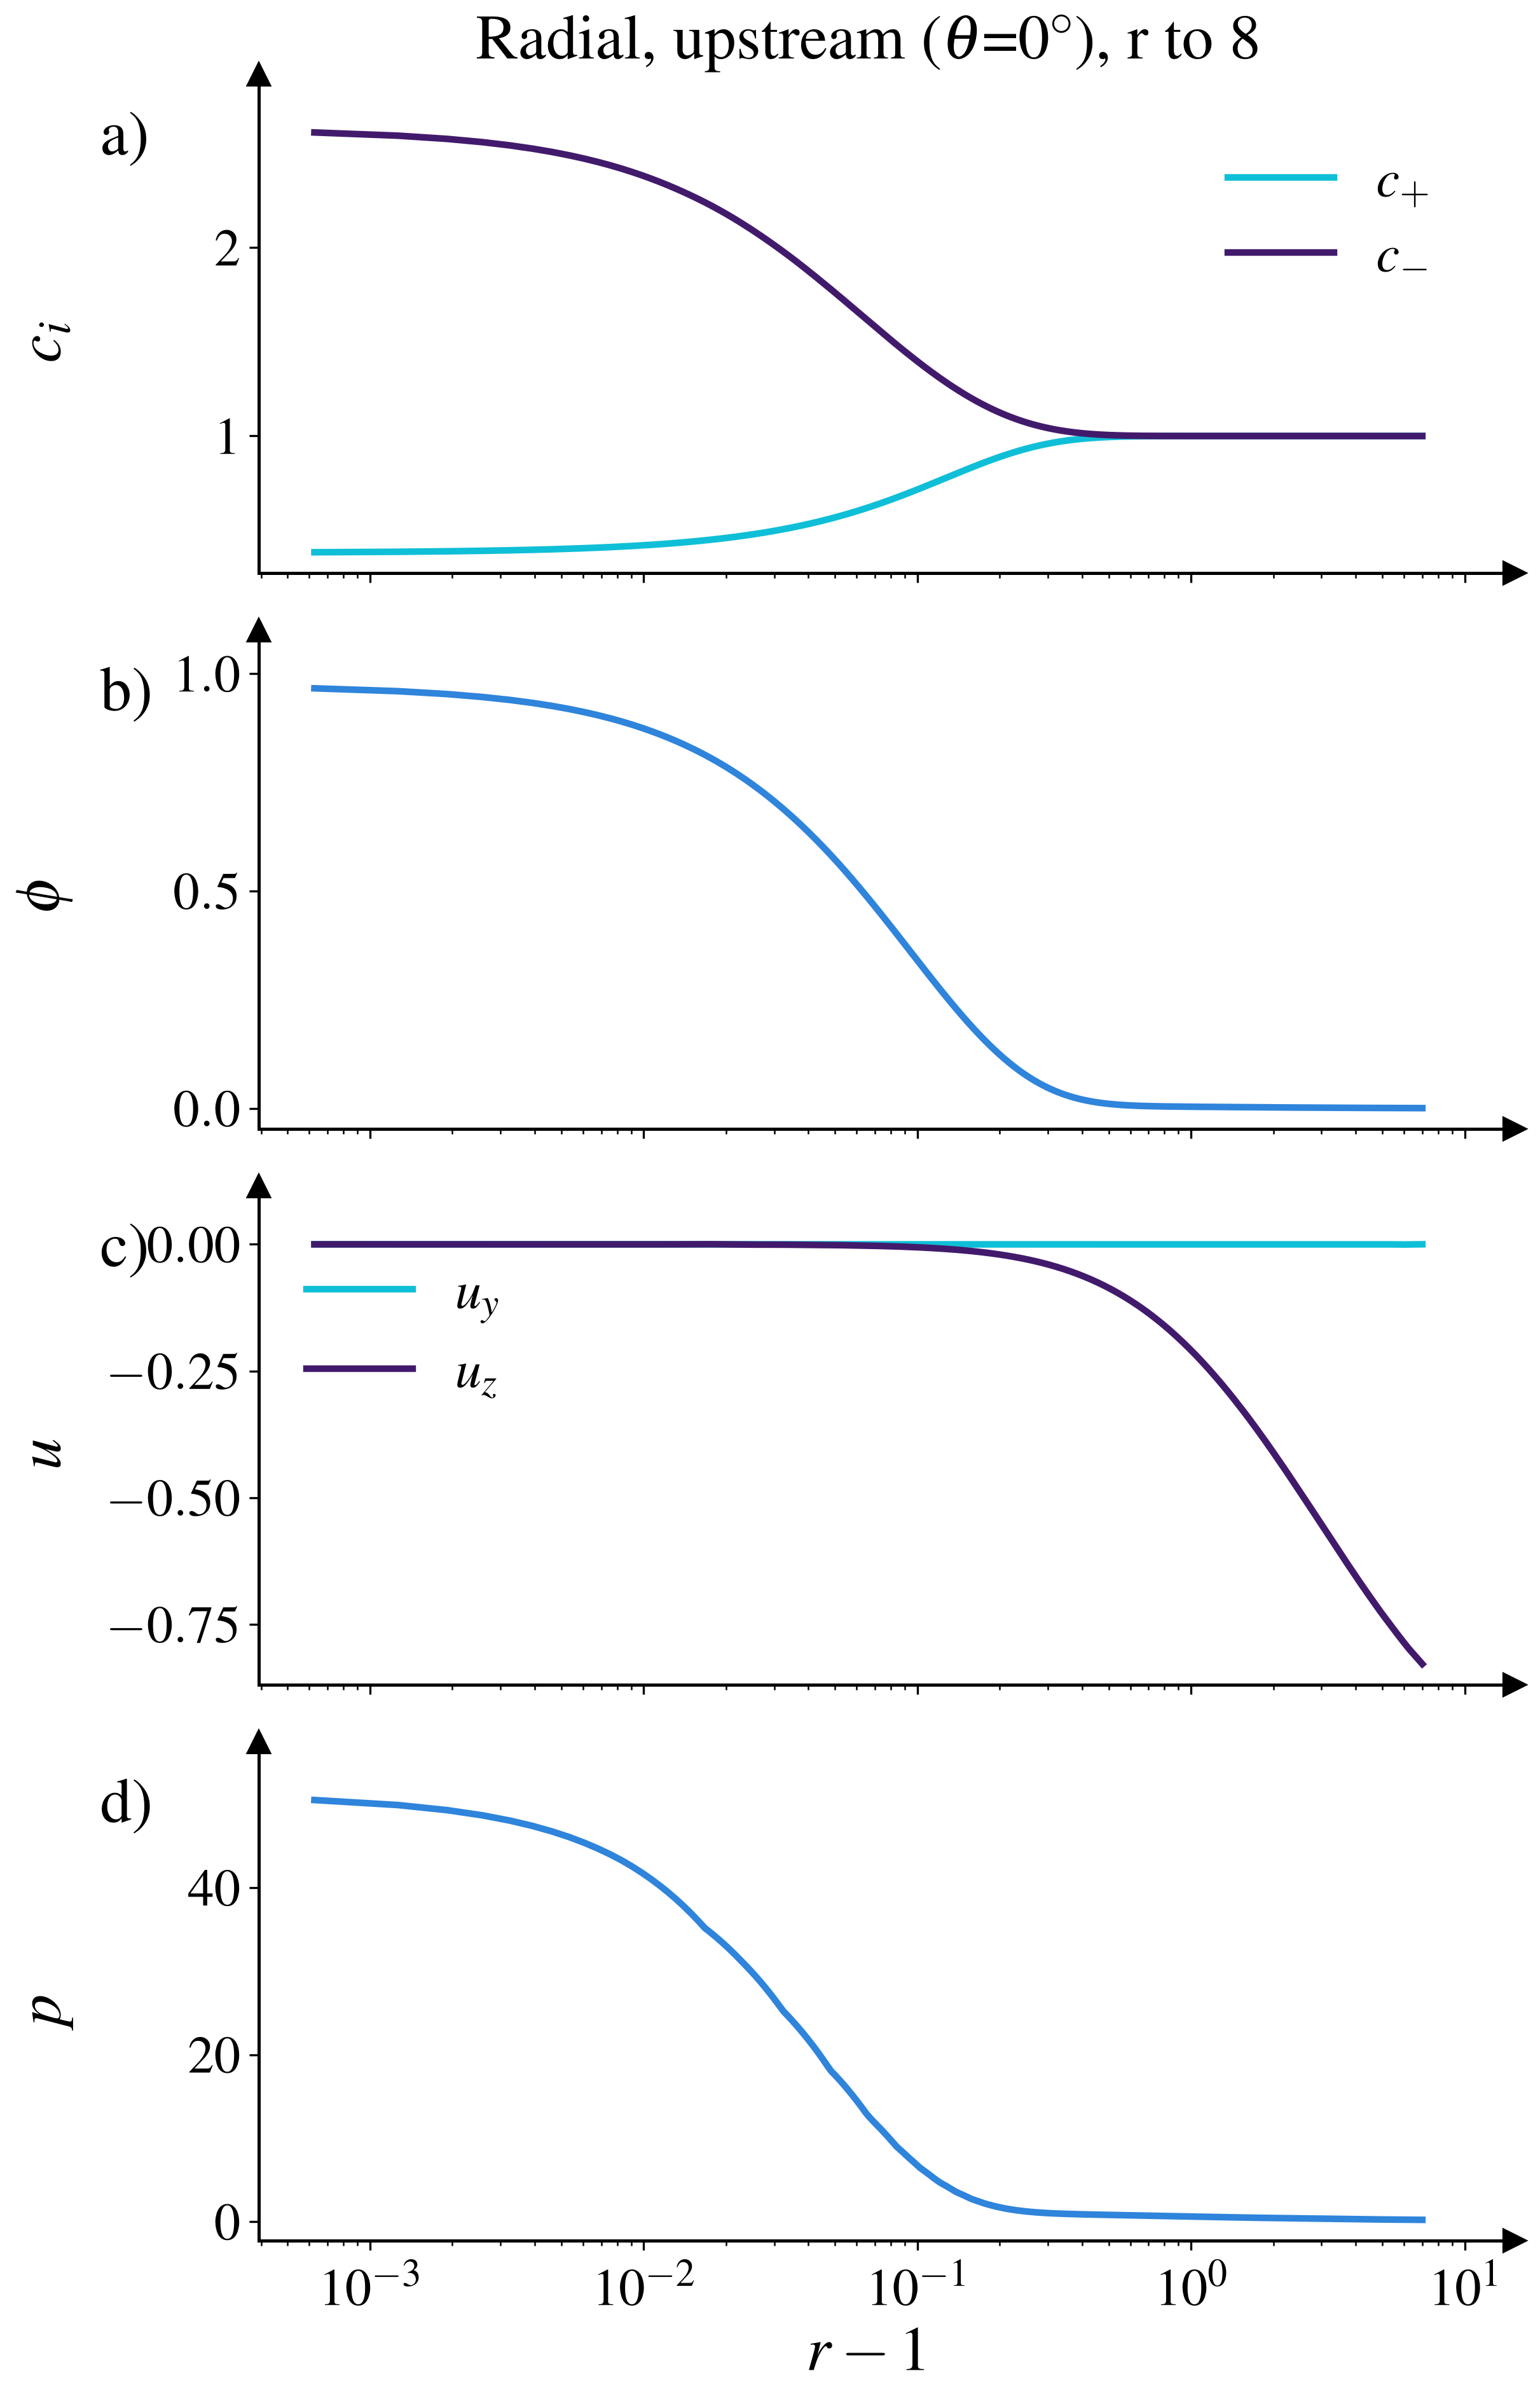 Radial, upstream (θ=0°), r to 8
a)
2
1
c_i
c_+
c_−
b)
1.0
0.5
0.0
ϕ
c)
0.00
−0.25
−0.50
−0.75
u
u_y
u_z
d)
40
20
0
p
10^−3 10^−2 10^−1 10^0 10^1
r − 1